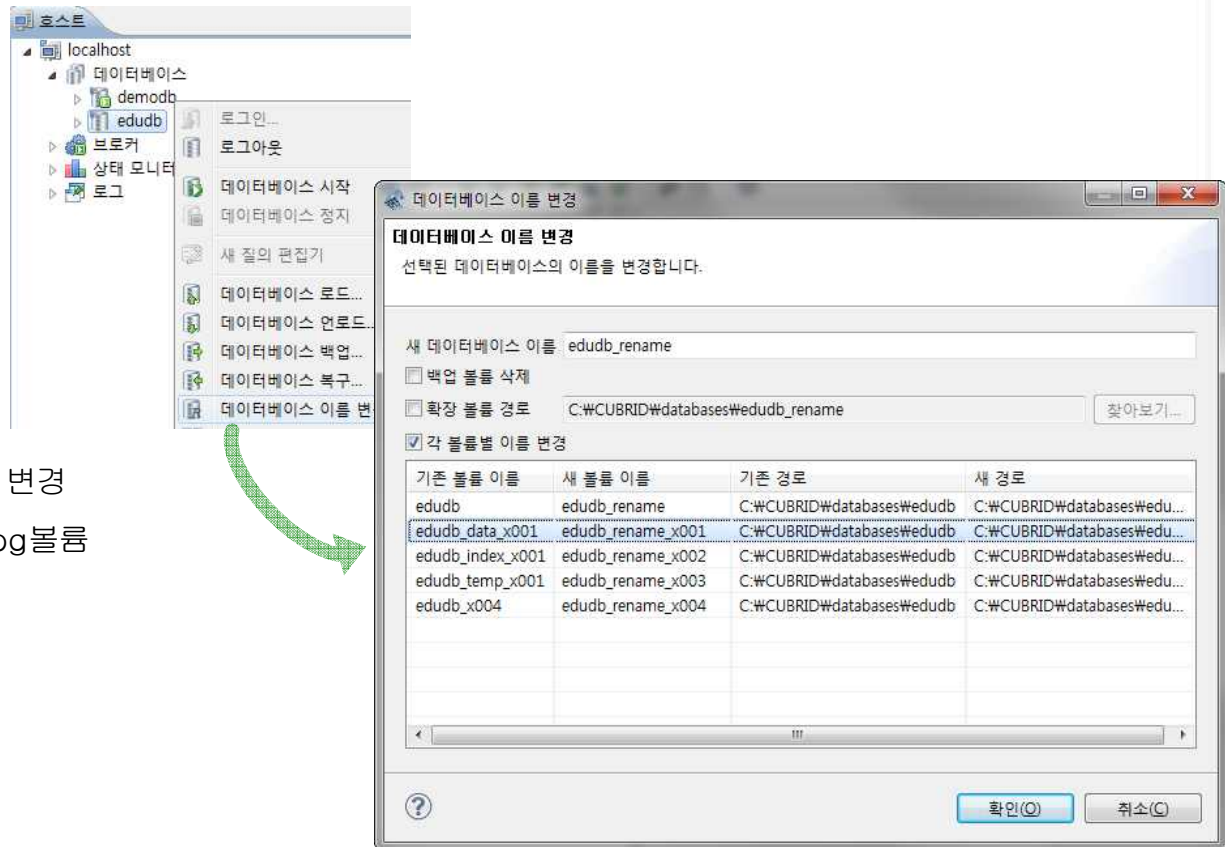 호스트
localhost
데이터베이스
demodb
edudb
브로커
상태 모니터
로그
로그인...
로그아웃
데이터베이스 시작
데이터베이스 정지
새 질의 편집기
데이터베이스 로드...
데이터베이스 언로드...
데이터베이스 백업...
데이터베이스 복구...
데이터베이스 이름
변경
og볼륨
데이터베이스 이름 변경
데이터베이스 이름 변경
선택된 데이터베이스의 이름을 변경합니다.
새 데이터베이스 이름 edudb_rename
백업 볼륨 삭제
확장 볼륨 경로 C:₩CUBRID₩databases₩edudb_rename 찾아보기...
각 볼륨별 이름 변경
기존 볼륨 이름 새 볼륨 이름 기존 경로 새 경로
edudb edudb_rename C:₩CUBRID₩databases₩edudb C:₩CUBRID₩databases₩edu...
edudb_data_x001 edudb_rename_x001 C:₩CUBRID₩databases₩edudb C:₩CUBRID₩databases₩edu...
edudb_index_x001 edudb_rename_x002 C:₩CUBRID₩databases₩edudb C:₩CUBRID₩databases₩edu...
edudb_temp_x001 edudb_rename_x003 C:₩CUBRID₩databases₩edudb C:₩CUBRID₩databases₩edu...
edudb_x004 edudb_rename_x004 C:₩CUBRID₩databases₩edudb C:₩CUBRID₩databases₩edu...
확인(O) 취소(C)